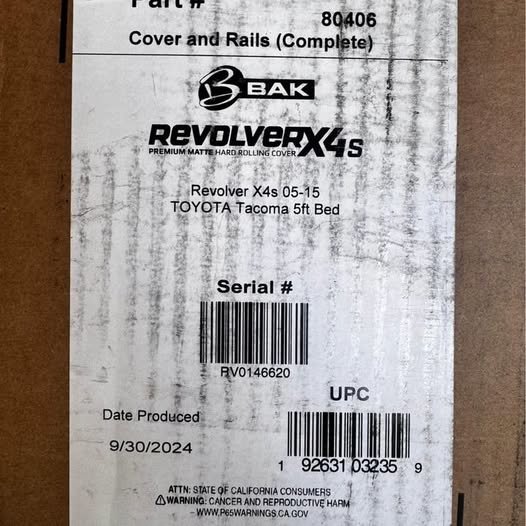 Part #
80406
Cover and Rails (Complete)
BAK
REVOLVERX4s
PREMIUM MATTE HARD ROLLING COVER
Revolver X4s 05-15
TOYOTA Tacoma 5ft Bed
Serial #
RV0146620
UPC
Date Produced
9/30/2024
1 92631 03235 9
ATTN: STATE OF CALIFORNIA CONSUMERS
⚠WARNING: CANCER AND REPRODUCTIVE HARM
- WWW.P65WARNINGS.CA.GOV